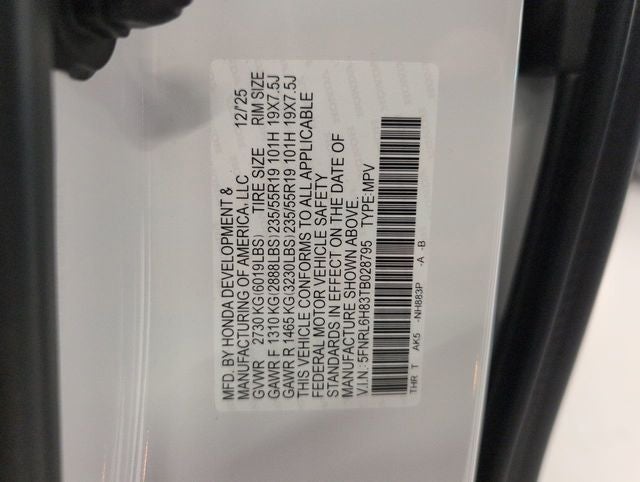 MFD. BY HONDA DEVELOPMENT &
MANUFACTURING OF AMERICA, LLC 12/'25
GVWR 2730 KG(6019LBS) TIRE SIZE RIM SIZE
GAWR F 1310 KG(2888LBS)235/55R19 101H 19X7.5J
GAWR R 1465 KG(3230LBS)235/55R19 101H 19X7.5J
THIS VEHICLE CONFORMS TO ALL APPLICABLE
FEDERAL MOTOR VEHICLE SAFETY
STANDARDS IN EFFECT ON THE DATE OF
MANUFACTURE SHOWN ABOVE.
V.I.N.: 5FNRL6H83TB028795 TYPE:MPV
THR T AK5 -NH883P -A -B